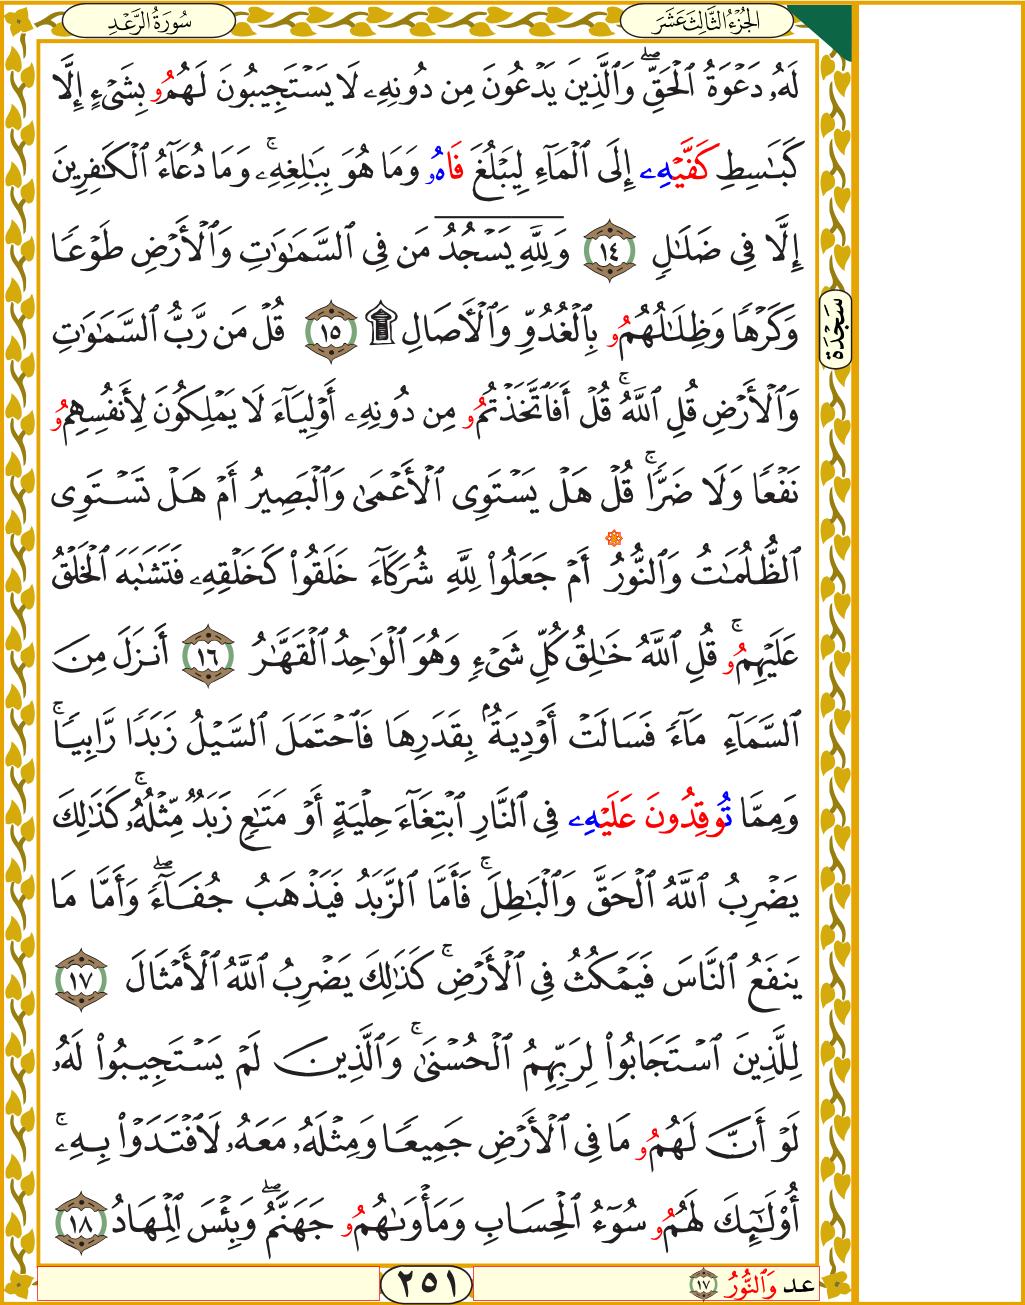 الجُزْءُ الثَّالِثَ عَشَرَ
سُورَةُ الرَّعْدِ
لَهُۥ دَعْوَةُ ٱلْحَقِّۖ وَٱلَّذِينَ يَدْعُونَ مِن دُونِهِۦ لَا يَسْتَجِيبُونَ لَهُمُۥ بِشَىْءٍ إِلَّا
كَبَـٰسِطِ كَفَّيْهِۦ إِلَى ٱلْمَآءِ لِيَبْلُغَ فَاهُۥ وَمَا هُوَ بِبَـٰلِغِهِۦۚ وَمَا دُعَآءُ ٱلْكَـٰفِرِينَ
إِلَّا فِى ضَلَـٰلٍ ١٤ وَلِلَّهِ يَسْجُدُ مَن فِى ٱلسَّمَـٰوَٰتِ وَٱلْأَرْضِ طَوْعًا
وَكَرْهًا وَظِلَـٰلُهُمُۥ بِٱلْغُدُوِّ وَٱلْأَصَالِ ۩ ١٥ قُلْ مَن رَّبُّ ٱلسَّمَـٰوَٰتِ
وَٱلْأَرْضِ قُلِ ٱللَّهُۚ قُلْ أَفَٱتَّخَذْتُمُۥ مِن دُونِهِۦ أَوْلِيَآءَ لَا يَمْلِكُونَ لِأَنفُسِهِمُۥ
نَفْعًا وَلَا ضَرًّاۚ قُلْ هَلْ يَسْتَوِى ٱلْأَعْمَىٰ وَٱلْبَصِيرُ أَمْ هَلْ تَسْتَوِى
ٱلظُّلُمَـٰتُ وَٱلنُّورُ أَمْ جَعَلُوا۟ لِلَّهِ شُرَكَآءَ خَلَقُوا۟ كَخَلْقِهِۦ فَتَشَـٰبَهَ ٱلْخَلْقُ
عَلَيْهِمُۥۚ قُلِ ٱللَّهُ خَـٰلِقُ كُلِّ شَىْءٍ وَهُوَ ٱلْوَٰحِدُ ٱلْقَهَّـٰرُ ١٦ أَنزَلَ مِنَ
ٱلسَّمَآءِ مَآءً فَسَالَتْ أَوْدِيَةٌۢ بِقَدَرِهَا فَٱحْتَمَلَ ٱلسَّيْلُ زَبَدًا رَّابِيًاۚ
وَمِمَّا تُوقِدُونَ عَلَيْهِۦ فِى ٱلنَّارِ ٱبْتِغَآءَ حِلْيَةٍ أَوْ مَتَـٰعٍ زَبَدٌ مِّثْلُهُۥۚ كَذَٰلِكَ
يَضْرِبُ ٱللَّهُ ٱلْحَقَّ وَٱلْبَـٰطِلَۚ فَأَمَّا ٱلزَّبَدُ فَيَذْهَبُ جُفَآءًۖ وَأَمَّا مَا
يَنفَعُ ٱلنَّاسَ فَيَمْكُثُ فِى ٱلْأَرْضِۚ كَذَٰلِكَ يَضْرِبُ ٱللَّهُ ٱلْأَمْثَالَ ١٧
لِلَّذِينَ ٱسْتَجَابُوا۟ لِرَبِّهِمُ ٱلْحُسْنَىٰۚ وَٱلَّذِينَ لَمْ يَسْتَجِيبُوا۟ لَهُۥ
لَوْ أَنَّ لَهُمُۥ مَا فِى ٱلْأَرْضِ جَمِيعًا وَمِثْلَهُۥ مَعَهُۥ لَٱفْتَدَوْا۟ بِهِۦۚ
أُو۟لَـٰٓئِكَ لَهُمُۥ سُوٓءُ ٱلْحِسَابِ وَمَأْوَىٰهُمُۥ جَهَنَّمُۖ وَبِئْسَ ٱلْمِهَادُ ١٨
سَجْدَة
عد وَٱلنُّورُ ١٧
٢٥١